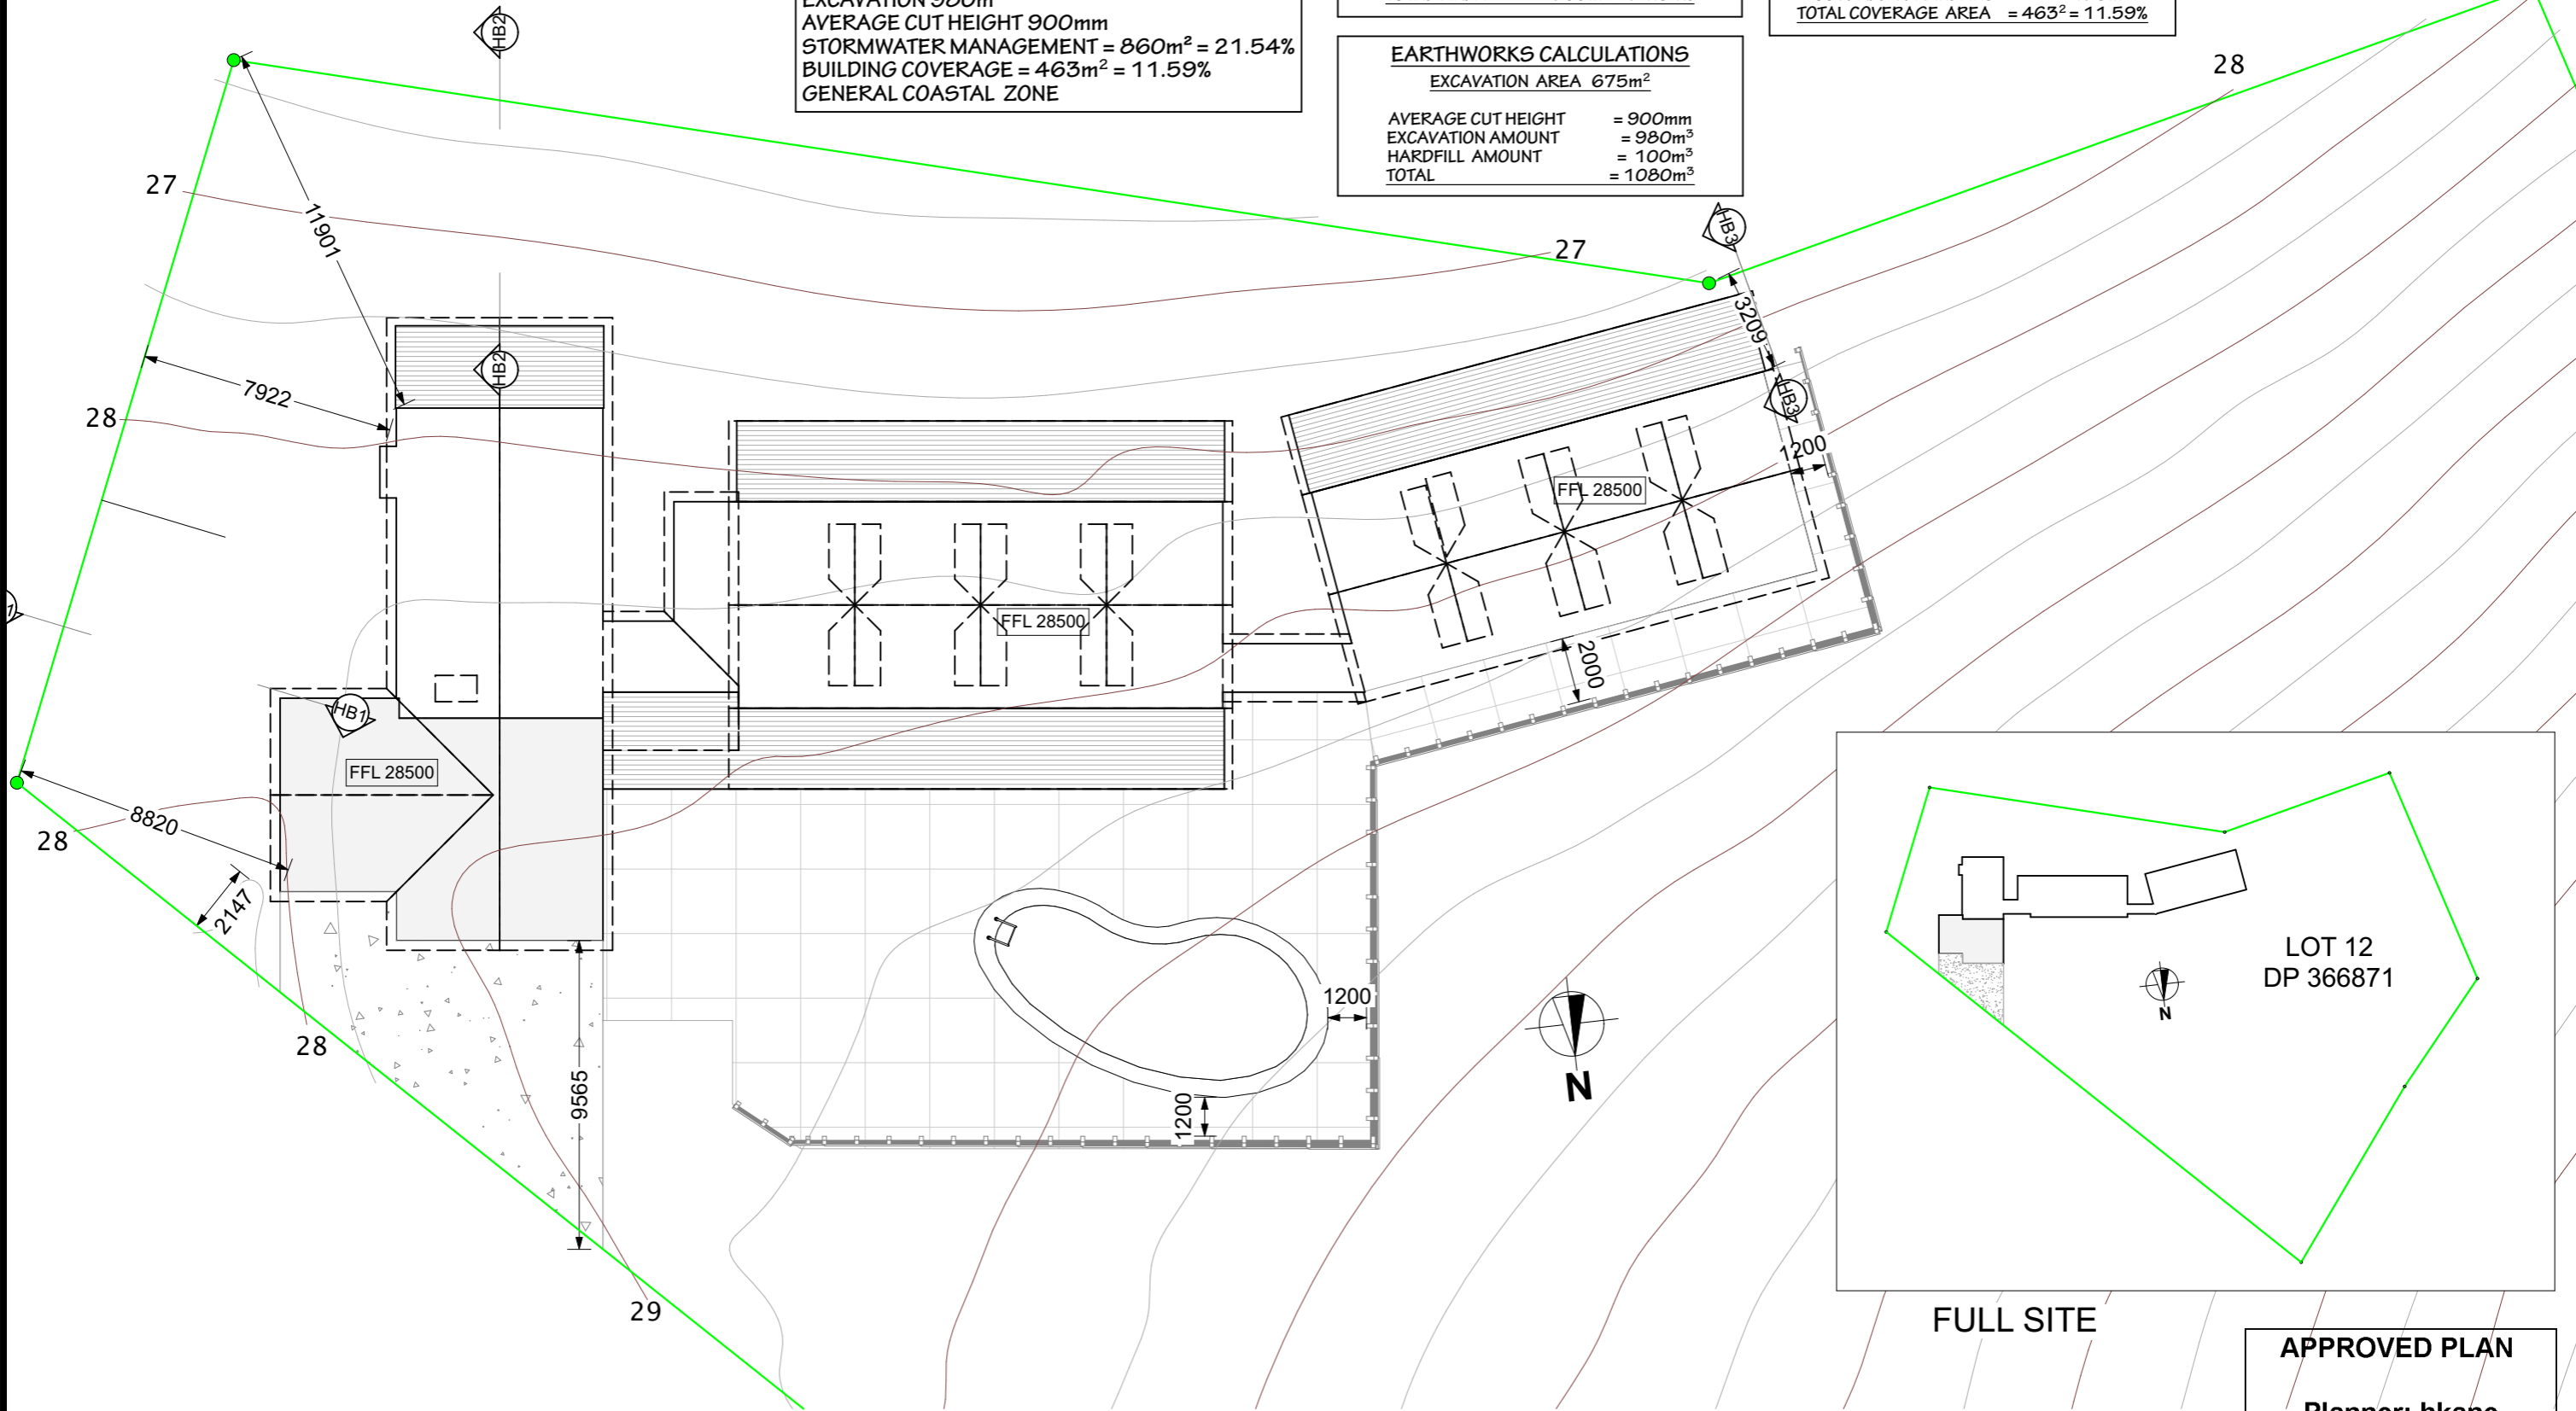 EXCAVATION 980m
AVERAGE CUT HEIGHT 900mm
STORMWATER MANAGEMENT = 860m² = 21.54%
BUILDING COVERAGE = 463m² = 11.59%
GENERAL COASTAL ZONE
TOTAL COVERAGE AREA = 463² = 11.59%
EARTHWORKS CALCULATIONS
EXCAVATION AREA 675m²
AVERAGE CUT HEIGHT = 900mm
EXCAVATION AMOUNT = 980m³
HARDFILL AMOUNT = 100m³
TOTAL = 1080m³
HB2
28
27
11901
27
HB3
3209
HB2
7922
28
HB3
1200
FFL 28500
FFL 28500
2000
HB1
FFL 28500
8820
28
2147
28
9565
29
1200
1200
N
LOT 12
DP 366871
N
FULL SITE
APPROVED PLAN
Planner: hkane